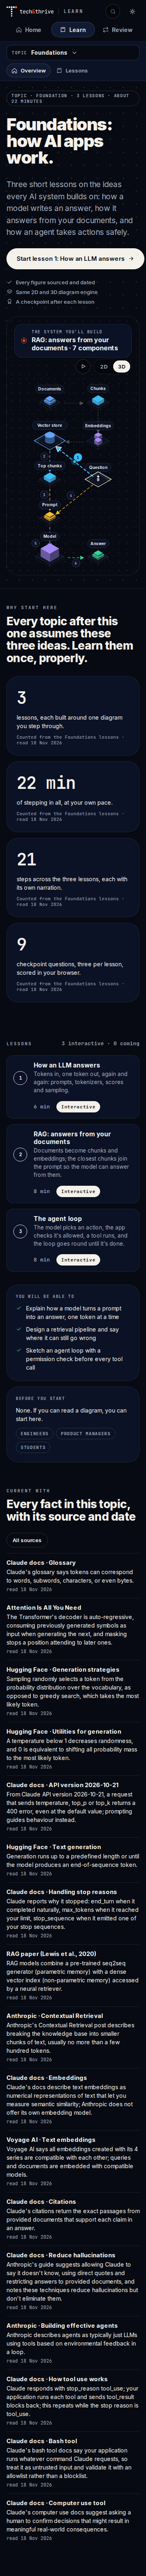 techthrive | LEARN
Home Learn Review
TOPIC Foundations
Overview Lessons
TOPIC · FOUNDATION · 3 LESSONS · ABOUT
22 MINUTES
Foundations:
how AI apps
work.
Three short lessons on the ideas
every AI system builds on: how a
model writes an answer, how it
answers from your documents, and
how an agent takes actions safely.
Start lesson 1: How an LLM answers →
Every figure sourced and dated
Same 2D and 3D diagram engine
A checkpoint after each lesson
THE SYSTEM YOU'LL BUILD
RAG: answers from your
documents · 7 components
2D 3D
Documents
Chunks
Vector store
Embeddings
2
1
Top chunks
Question
3
4
Prompt
Model
Answer
5
6
WHY START HERE
Every topic after this
one assumes these
three ideas. Learn them
once, properly.
3
lessons, each built around one diagram
you step through.
Counted from the Foundations lessons ·
read 18 Nov 2026
22 min
of stepping in all, at your own pace.
Counted from the Foundations lessons ·
read 18 Nov 2026
21
steps across the three lessons, each with
its own narration.
Counted from the Foundations lessons ·
read 18 Nov 2026
9
checkpoint questions, three per lesson,
scored in your browser.
Counted from the Foundations lessons ·
read 18 Nov 2026
LESSONS
3 interactive · 0 coming
1
How an LLM answers
Tokens in, one token out, again and
again: prompts, tokenizers, scores
and sampling.
6 min Interactive
2
RAG: answers from your
documents
Documents become chunks and
embeddings; the closest chunks join
the prompt so the model can answer
from them.
8 min Interactive
3
The agent loop
The model picks an action, the app
checks it's allowed, a tool runs, and
the loop goes round until it's done.
8 min Interactive
YOU WILL BE ABLE TO
Explain how a model turns a prompt
into an answer, one token at a time
Design a retrieval pipeline and say
where it can still go wrong
Sketch an agent loop with a
permission check before every tool
call
BEFORE YOU START
None. If you can read a diagram, you can
start here.
ENGINEERS PRODUCT MANAGERS
STUDENTS
CURRENT WITH
Every fact in this topic,
with its source and date
All sources
Claude docs · Glossary
Claude's glossary says tokens can correspond
to words, subwords, characters, or even bytes.
read 18 Nov 2026
Attention Is All You Need
The Transformer's decoder is auto-regressive,
consuming previously generated symbols as
input when generating the next, and masking
stops a position attending to later ones.
read 18 Nov 2026
Hugging Face · Generation strategies
Sampling randomly selects a token from the
probability distribution over the vocabulary, as
opposed to greedy search, which takes the most
likely token.
read 18 Nov 2026
Hugging Face · Utilities for generation
A temperature below 1 decreases randomness,
and 0 is equivalent to shifting all probability mass
to the most likely token.
read 18 Nov 2026
Claude docs · API version 2026-10-21
From Claude API version 2026-10-21, a request
that sends temperature, top_p or top_k returns a
400 error, even at the default value; prompting
guides behaviour instead.
read 18 Nov 2026
Hugging Face · Text generation
Generation runs up to a predefined length or until
the model produces an end-of-sequence token.
read 18 Nov 2026
Claude docs · Handling stop reasons
Claude reports why it stopped: end_turn when it
completed naturally, max_tokens when it reached
your limit, stop_sequence when it emitted one of
your stop sequences.
read 18 Nov 2026
RAG paper (Lewis et al., 2020)
RAG models combine a pre-trained seq2seq
generator (parametric memory) with a dense
vector index (non-parametric memory) accessed
by a neural retriever.
read 18 Nov 2026
Anthropic · Contextual Retrieval
Anthropic's Contextual Retrieval post describes
breaking the knowledge base into smaller
chunks of text, usually no more than a few
hundred tokens.
read 18 Nov 2026
Claude docs · Embeddings
Claude's docs describe text embeddings as
numerical representations of text that let you
measure semantic similarity; Anthropic does not
offer its own embedding model.
read 18 Nov 2026
Voyage AI · Text embeddings
Voyage AI says all embeddings created with its 4
series are compatible with each other; queries
and documents are embedded with compatible
models.
read 18 Nov 2026
Claude docs · Citations
Claude's citations return the exact passages from
provided documents that support each claim in
an answer.
read 18 Nov 2026
Claude docs · Reduce hallucinations
Anthropic's guide suggests allowing Claude to
say it doesn't know, using direct quotes and
restricting answers to provided documents, and
notes these techniques reduce hallucinations but
don't eliminate them.
read 18 Nov 2026
Anthropic · Building effective agents
Anthropic describes agents as typically just LLMs
using tools based on environmental feedback in
a loop.
read 18 Nov 2026
Claude docs · How tool use works
Claude responds with stop_reason tool_use; your
application runs each tool and sends tool_result
blocks back; this repeats while the stop reason is
tool_use.
read 18 Nov 2026
Claude docs · Bash tool
Claude's bash tool docs say your application
runs whatever command Claude requests, so
treat it as untrusted input and validate it with an
allowlist rather than a blocklist.
read 18 Nov 2026
Claude docs · Computer use tool
Claude's computer use docs suggest asking a
human to confirm decisions that might result in
meaningful real-world consequences.
read 18 Nov 2026